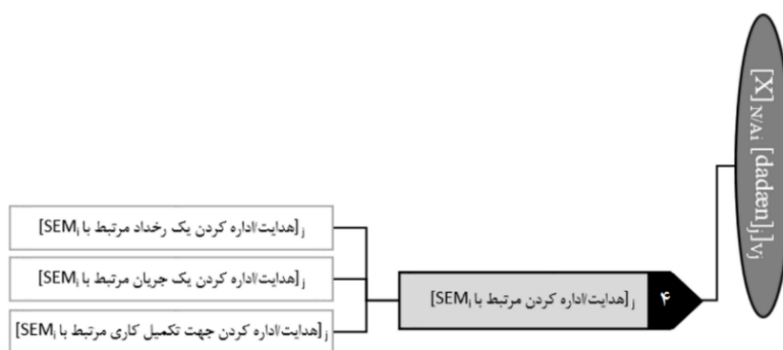 [X] N/Ai [dadæn]j]Vj
۴
[هدایت/اداره کردن مرتبط با SEMi]j
[هدایت/اداره کردن یک رخداد مرتبط با SEMi]j
[هدایت/اداره کردن یک جریان مرتبط با SEMi]j
[هدایت/اداره کردن جهت تکمیل کاری مرتبط با SEMi]j